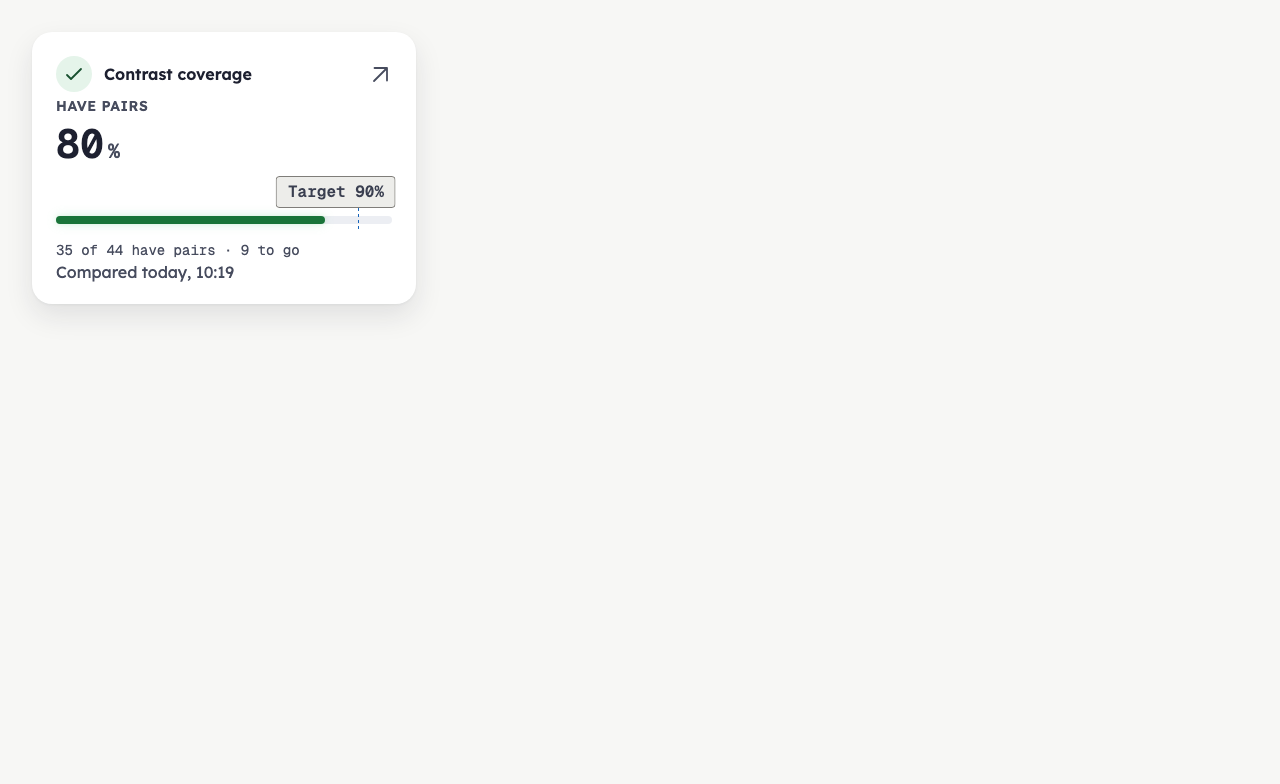 Contrast coverage
HAVE PAIRS
80%
Target 90%
35 of 44 have pairs · 9 to go
Compared today, 10:19